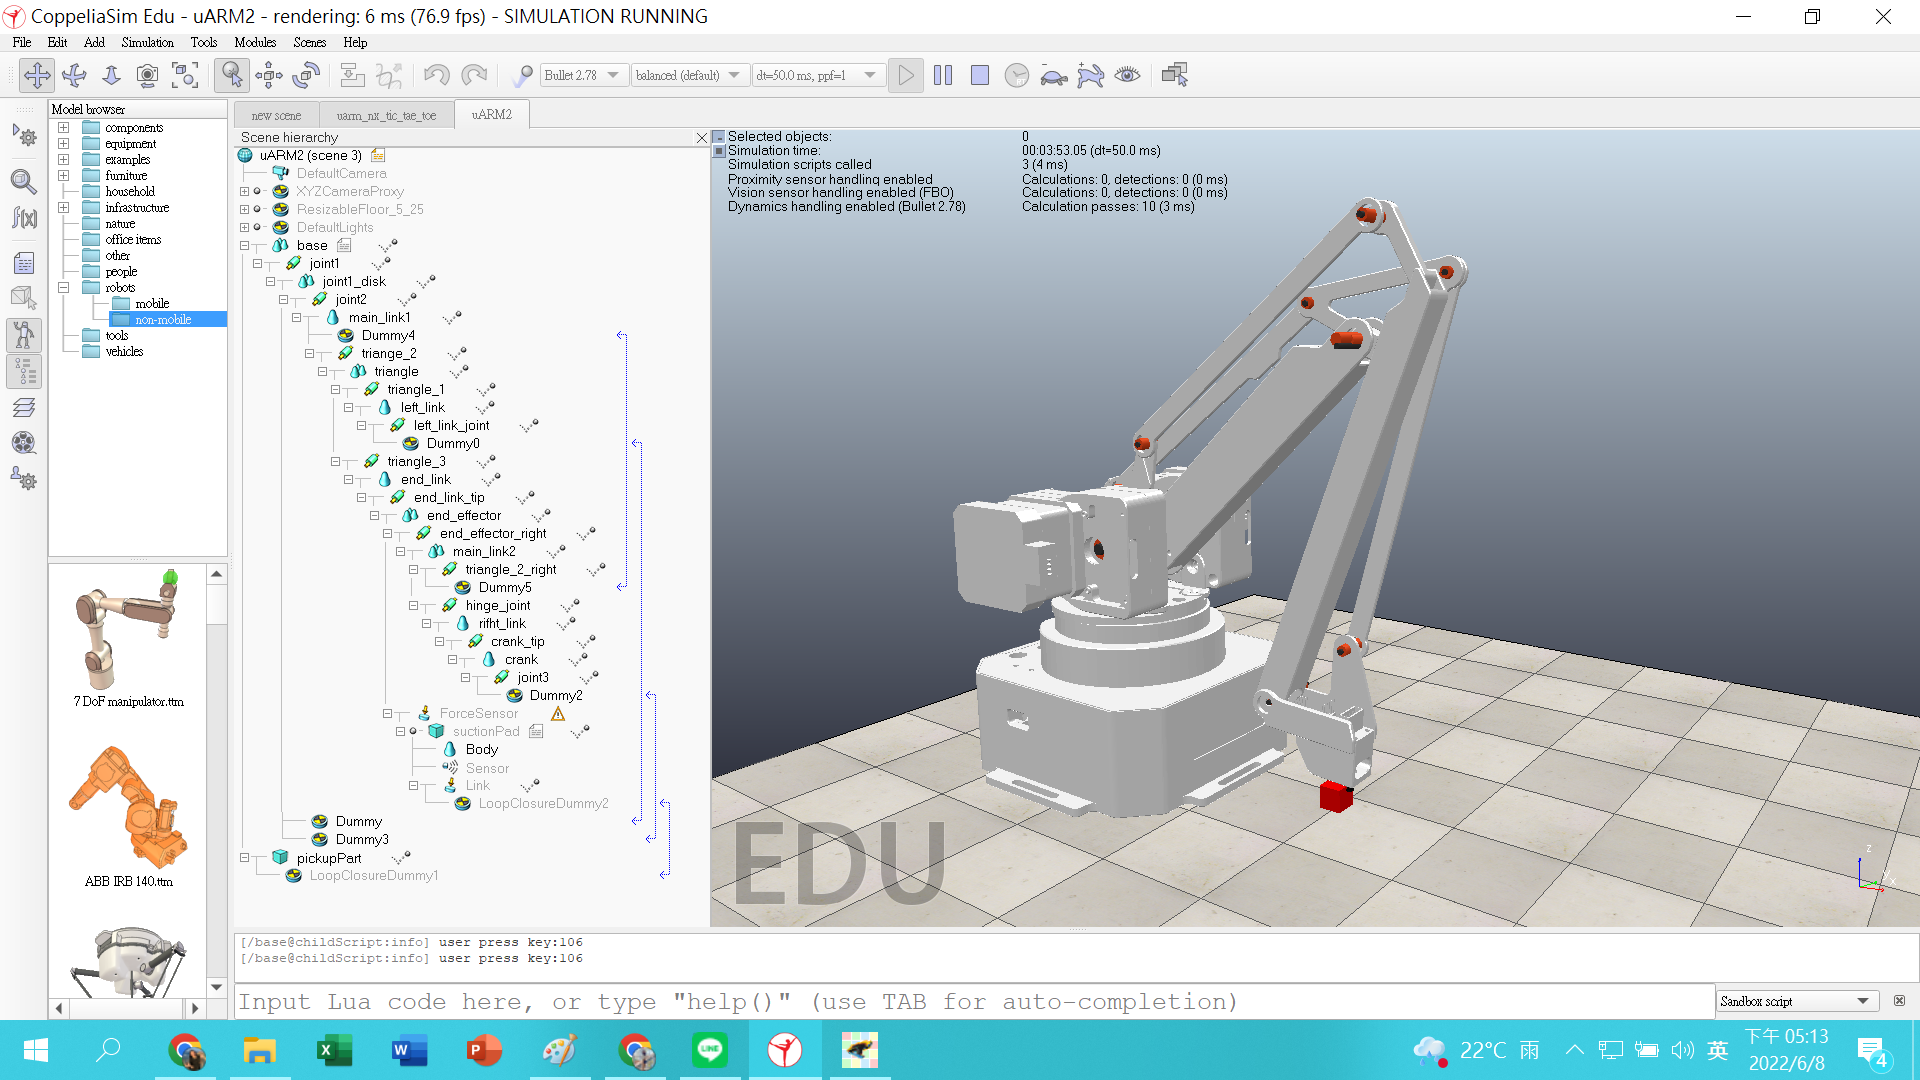 CoppeliaSim Edu - uARM2 - rendering: 6 ms (76.9 fps) - SIMULATION RUNNING
File Edit Add Simulation Tools Modules Scenes Help
Bullet 2.78 balanced (default) dt=50.0 ms, ppf=1
Model browser
components
equipment
examples
furniture
household
infrastructure
nature
office items
other
people
robots
mobile
non-mobile
tools
vehicles
7 DoF manipulator.ttm
ABB IRB 140.ttm
new scene uarm_nx_tic_tae_toe uARM2
Scene hierarchy
uARM2 (scene 3)
DefaultCamera
XYZCameraProxy
ResizableFloor_5_25
DefaultLights
base
joint1
joint1_disk
joint2
main_link1
Dummy4
triange_2
triangle
triangle_1
left_link
left_link_joint
Dummy0
triangle_3
end_link
end_link_tip
end_effector
end_effector_right
main_link2
triangle_2_right
Dummy5
hinge_joint
rifht_link
crank_tip
crank
joint3
Dummy2
ForceSensor
suctionPad
Body
Sensor
Link
LoopClosureDummy2
Dummy
Dummy3
pickupPart
LoopClosureDummy1
Selected objects: 0
Simulation time: 00:03:53.05 (dt=50.0 ms)
Simulation scripts called 3 (4 ms)
Proximity sensor handling enabled Calculations: 0, detections: 0 (0 ms)
Vision sensor handling enabled (FBO) Calculations: 0, detections: 0 (0 ms)
Dynamics handling enabled (Bullet 2.78) Calculation passes: 10 (3 ms)
EDU
[/base@childScript:info] user press key:106
[/base@childScript:info] user press key:106
Input Lua code here, or type "help()" (use TAB for auto-completion)
Sandbox script
22°C 雨
英
下午 05:13
2022/6/8
4